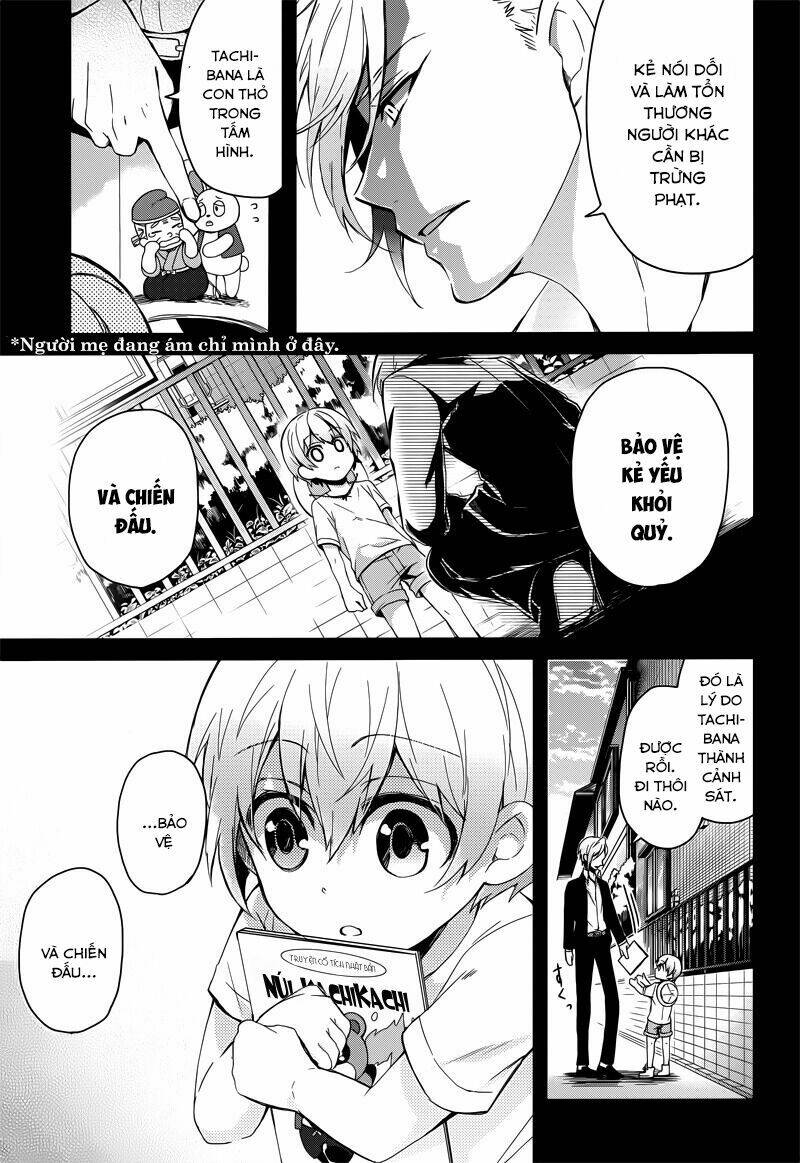 KẺ NÓI DỐI
VÀ LÀM TỔN
THƯƠNG
NGƯỜI KHÁC
CẦN BỊ
TRỪNG
PHẠT.
TACHI-
BANA LÀ
CON THỎ
TRONG
TẤM
HÌNH.
*Người mẹ đang ám chỉ mình ở đây.
BẢO VỆ
KẺ YẾU
KHỎI
QUỶ.
VÀ CHIẾN
ĐẤU.
ĐÓ LÀ
LÝ DO
TACHI-
BANA
THÀNH
CẢNH
SÁT.
ĐƯỢC
RỒI.
ĐI THÔI
NÀO.
すくっ
...BẢO
VỆ
VÀ CHIẾN
ĐẤU...
TRUYỆN CỔ TÍCH NHẬT BẢN
NÚI KACHIKACHI